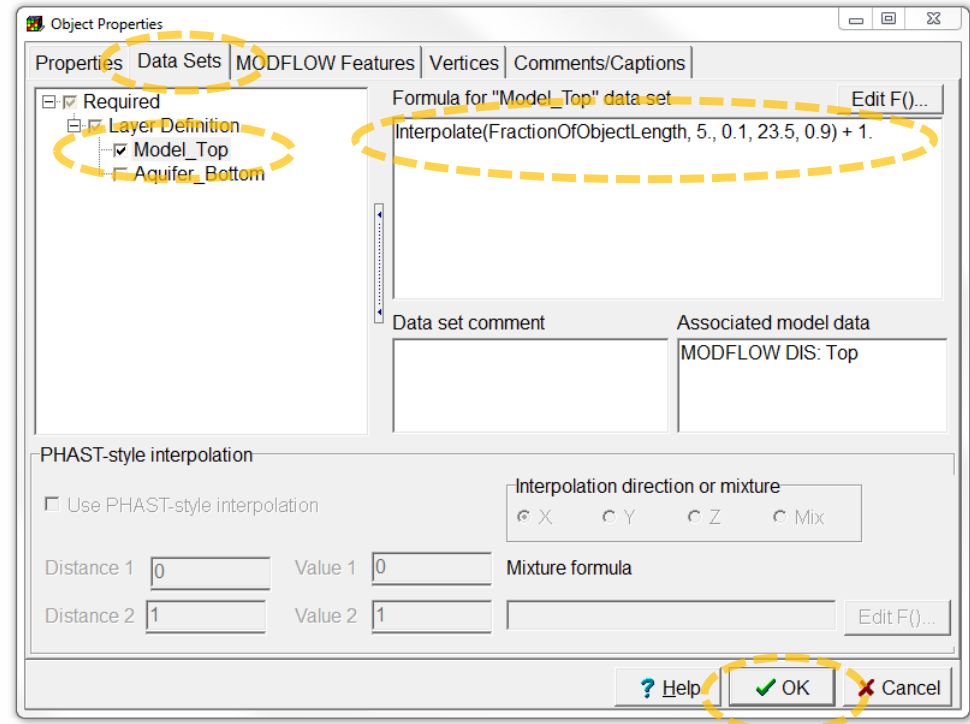 Object Properties
Properties
Data Sets
MODFLOW Features
Vertices
Comments/Captions
Required
Layer Definition
Model_Top
Aquifer_Bottom
Formula for "Model_Top" data set
Edit F()...
Interpolate(FractionOfObjectLength, 5., 0.1, 23.5, 0.9) + 1.
Data set comment
Associated model data
MODFLOW DIS: Top
PHAST-style interpolation
Use PHAST-style interpolation
Interpolation direction or mixture
X
Y
Z
Mix
Distance 1
0
Value 1
0
Mixture formula
Distance 2
1
Value 2
1
Edit F()...
? Help
OK
Cancel